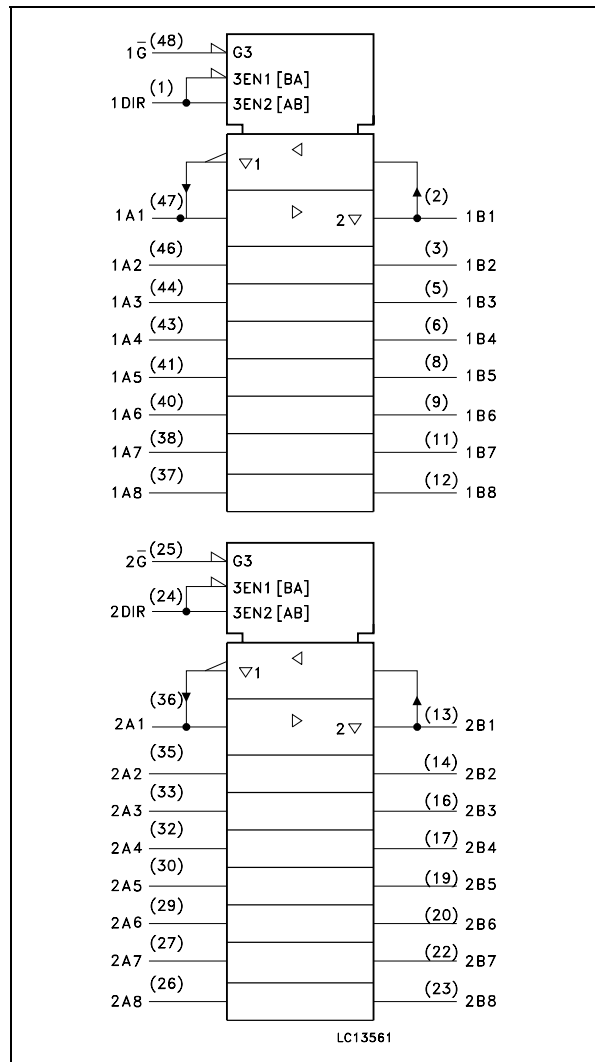 1G̅ (48) G3
3EN1 [BA]
1DIR (1) 3EN2 [AB]
▽1 ◁
1A1 (47) ▷ 2▽ (2) 1B1
1A2 (46) (3) 1B2
1A3 (44) (5) 1B3
1A4 (43) (6) 1B4
1A5 (41) (8) 1B5
1A6 (40) (9) 1B6
1A7 (38) (11) 1B7
1A8 (37) (12) 1B8
2G̅ (25) G3
3EN1 [BA]
2DIR (24) 3EN2 [AB]
▽1 ◁
2A1 (36) ▷ 2▽ (13) 2B1
2A2 (35) (14) 2B2
2A3 (33) (16) 2B3
2A4 (32) (17) 2B4
2A5 (30) (19) 2B5
2A6 (29) (20) 2B6
2A7 (27) (22) 2B7
2A8 (26) (23) 2B8
LC13561